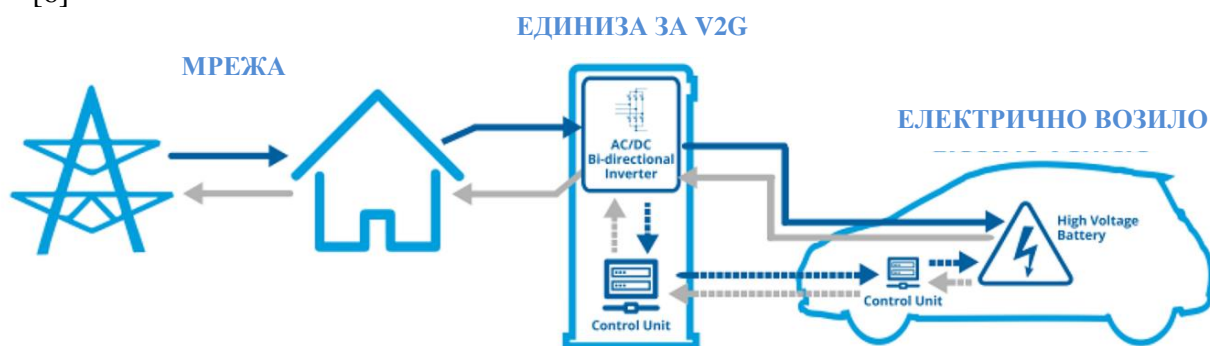 ЕДИНИЗА ЗА V2G
МРЕЖА
AC/DC
Bi-directional
Inverter
ЕЛЕКТРИЧНО ВОЗИЛО
High Voltage
Battery
Control Unit
Control Unit